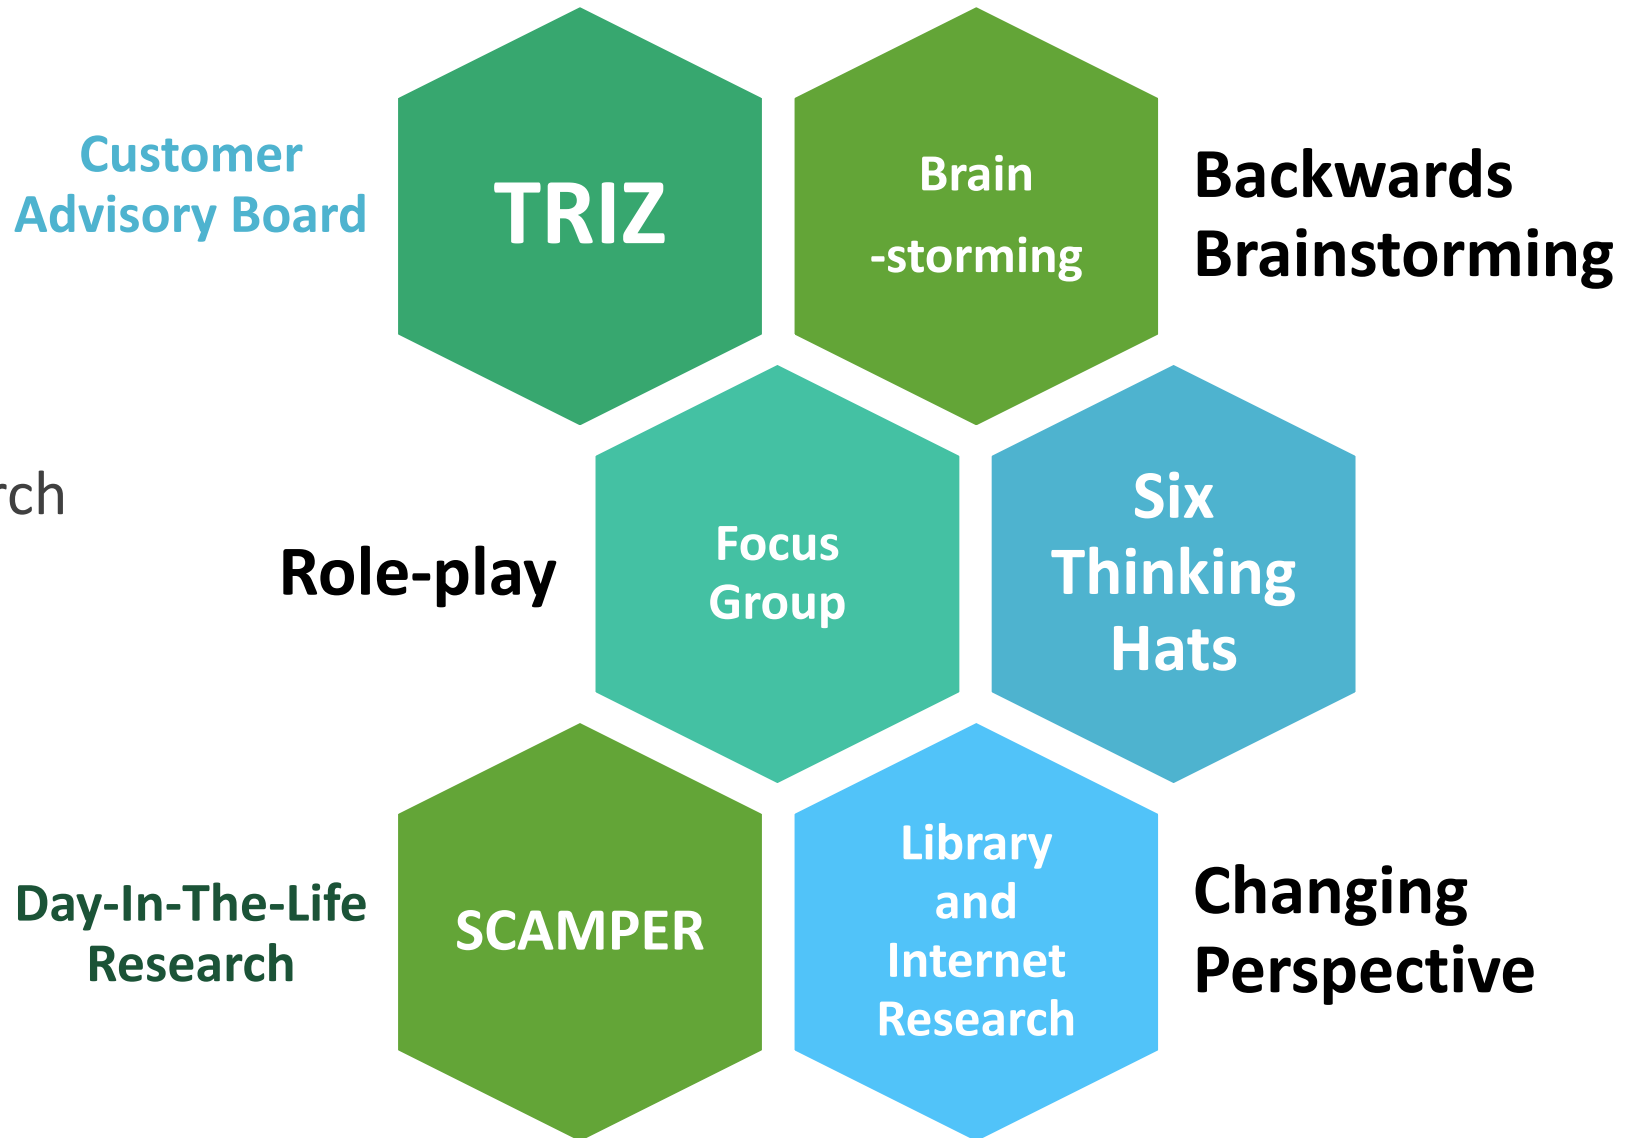 Customer
Advisory Board
TRIZ
Brain
-storming
Backwards
Brainstorming
rch
Role-play
Focus
Group
Six
Thinking
Hats
Day-In-The-Life
Research
SCAMPER
Library
and
Internet
Research
Changing
Perspective